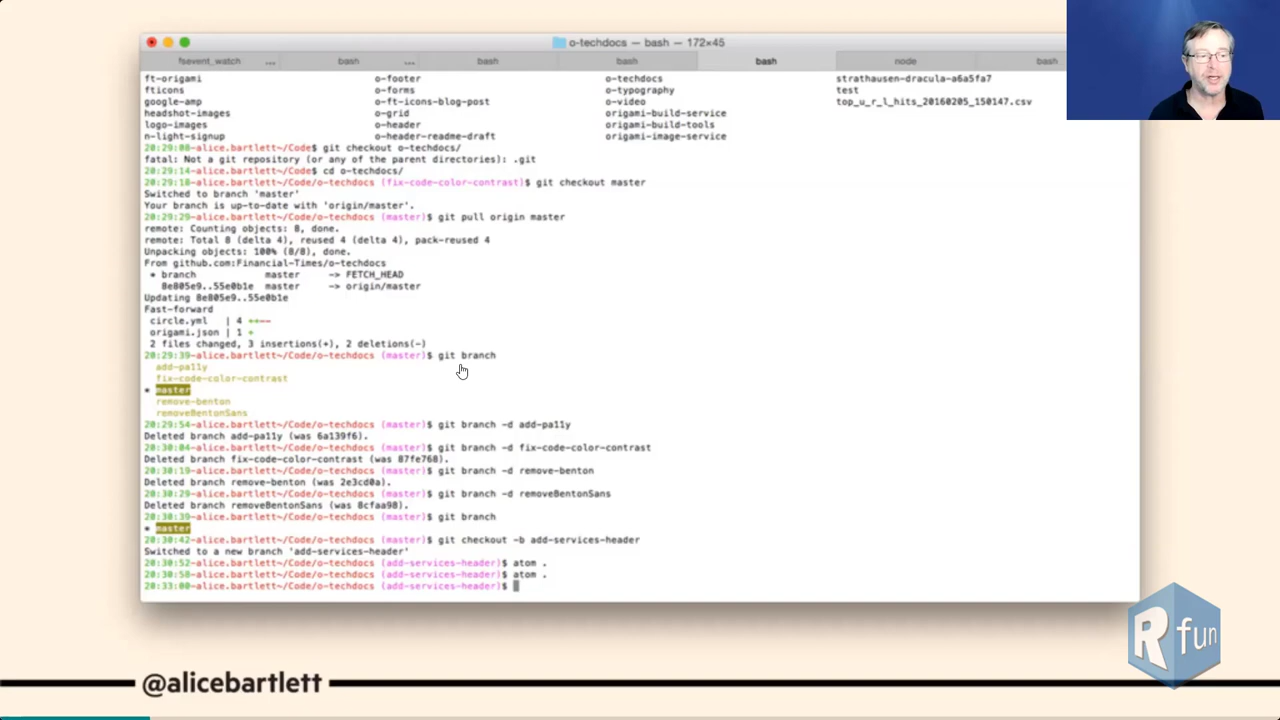 o-techdocs — bash — 172×45
fsevent_watch ... bash ... bash bash bash node bash
ft-origami o-footer o-techdocs strathausen-dracula-a6a5fa7
fticons o-forms o-typography test
google-amp o-ft-icons-blog-post o-video top_u_r_l_hits_20160205_150147.csv
headshot-images o-grid origami-build-service
logo-images o-header origami-build-tools
n-light-signup o-header-readme-draft origami-image-service
20:29:08-alice.bartlett~/Code$ git checkout o-techdocs/
fatal: Not a git repository (or any of the parent directories): .git
20:29:14-alice.bartlett~/Code$ cd o-techdocs/
20:29:18-alice.bartlett~/Code/o-techdocs (fix-code-color-contrast)$ git checkout master
Switched to branch 'master'
Your branch is up-to-date with 'origin/master'.
20:29:29-alice.bartlett~/Code/o-techdocs (master)$ git pull origin master
remote: Counting objects: 8, done.
remote: Total 8 (delta 4), reused 4 (delta 4), pack-reused 4
Unpacking objects: 100% (8/8), done.
From github.com:Financial-Times/o-techdocs
* branch master -> FETCH_HEAD
8e805e9..55e0b1e master -> origin/master
Updating 8e805e9..55e0b1e
Fast-forward
circle.yml | 4 ++--
origami.json | 1 +
2 files changed, 3 insertions(+), 2 deletions(-)
20:29:39-alice.bartlett~/Code/o-techdocs (master)$ git branch
add-pa11y
fix-code-color-contrast
* master
remove-benton
removeBentonSans
20:29:54-alice.bartlett~/Code/o-techdocs (master)$ git branch -d add-pa11y
Deleted branch add-pa11y (was 6a139f6).
20:30:04-alice.bartlett~/Code/o-techdocs (master)$ git branch -d fix-code-color-contrast
Deleted branch fix-code-color-contrast (was 87fe768).
20:30:19-alice.bartlett~/Code/o-techdocs (master)$ git branch -d remove-benton
Deleted branch remove-benton (was 2e3cd0a).
20:30:29-alice.bartlett~/Code/o-techdocs (master)$ git branch -d removeBentonSans
Deleted branch removeBentonSans (was 8cfaa98).
20:30:39-alice.bartlett~/Code/o-techdocs (master)$ git branch
* master
20:30:42-alice.bartlett~/Code/o-techdocs (master)$ git checkout -b add-services-header
Switched to a new branch 'add-services-header'
20:30:52-alice.bartlett~/Code/o-techdocs (add-services-header)$ atom .
20:30:58-alice.bartlett~/Code/o-techdocs (add-services-header)$ atom .
20:33:00-alice.bartlett~/Code/o-techdocs (add-services-header)$
R fun
@alicebartlett